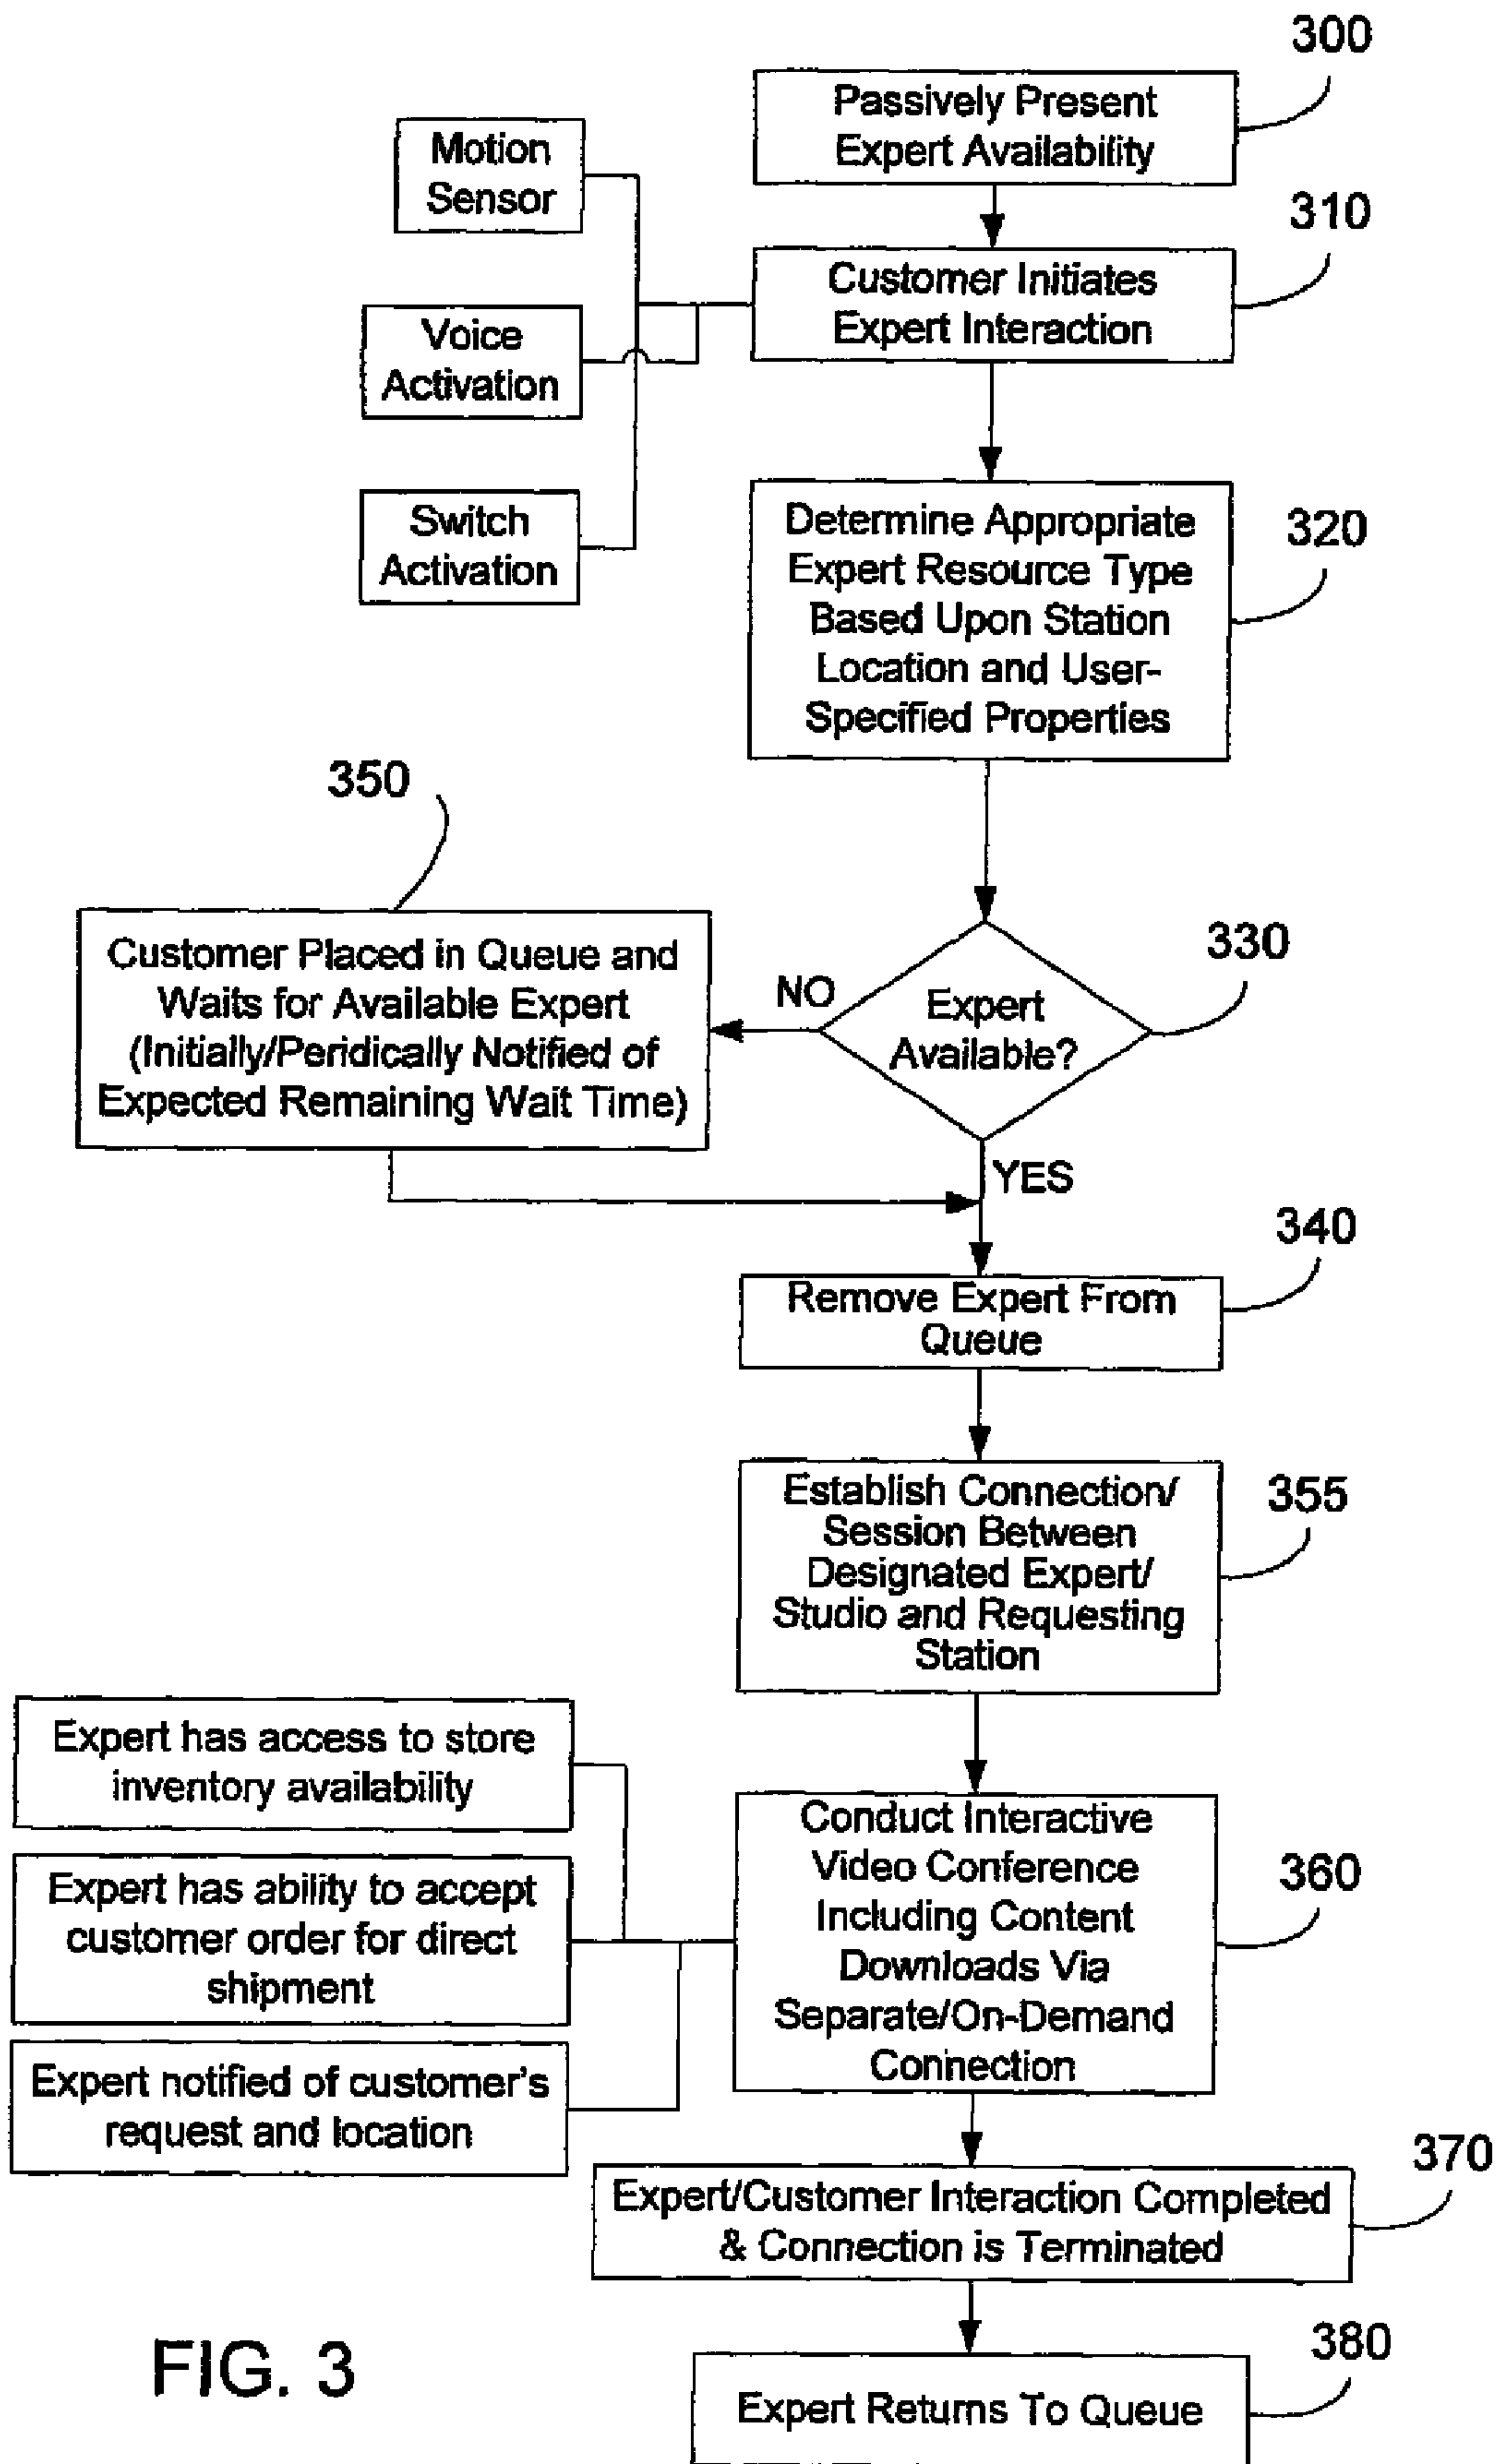 300
Passively Present
Expert Availability
Motion
Sensor
310
Customer Initiates
Expert Interaction
Voice
Activation
Switch
Activation
320
Determine Appropriate
Expert Resource Type
Based Upon Station
Location and User-
Specified Properties
350
Customer Placed in Queue and
Waits for Available Expert
(Initially/Peridically Notified of
Expected Remaining Wait Time)
NO
330
Expert
Available?
YES
340
Remove Expert From
Queue
355
Establish Connection/
Session Between
Designated Expert/
Studio and Requesting
Station
Expert has access to store
inventory availability
Expert has ability to accept
customer order for direct
shipment
Expert notified of customer's
request and location
360
Conduct Interactive
Video Conference
Including Content
Downloads Via
Separate/On-Demand
Connection
370
Expert/Customer Interaction Completed
& Connection is Terminated
380
Expert Returns To Queue
FIG. 3